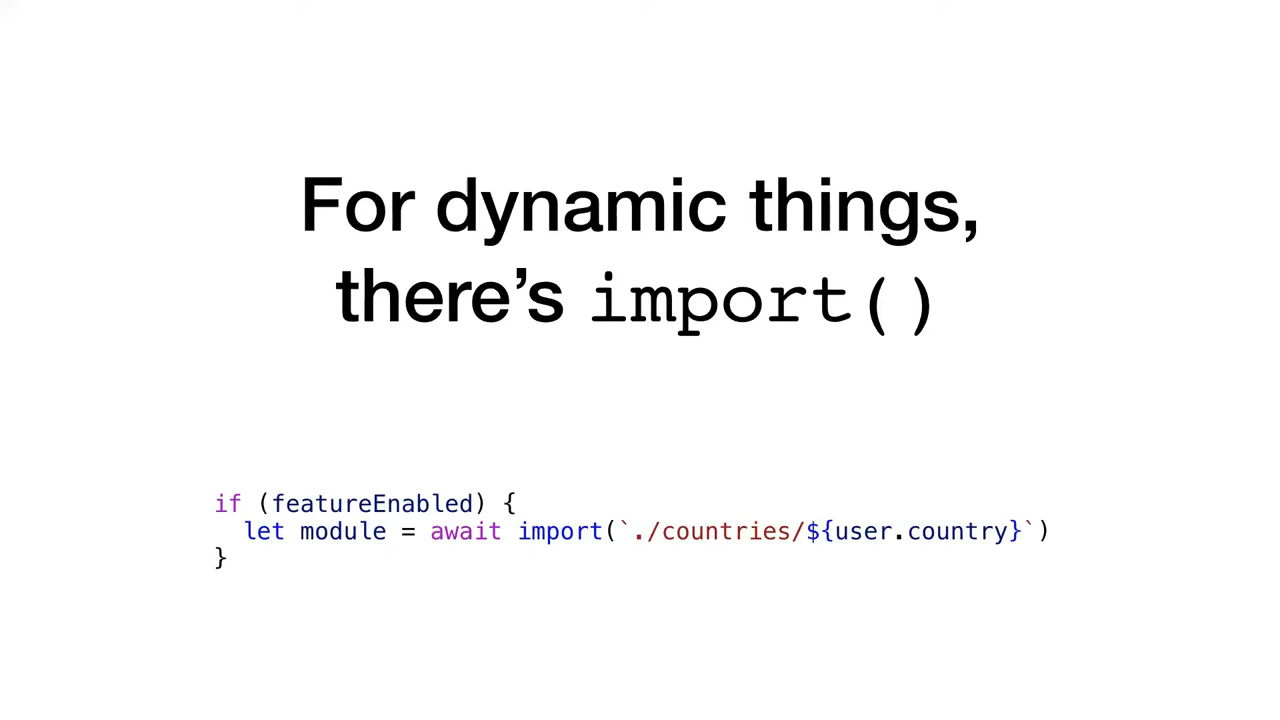 For dynamic things,
there’s import()
if (featureEnabled) {
  let module = await import(`./countries/${user.country}`)
}